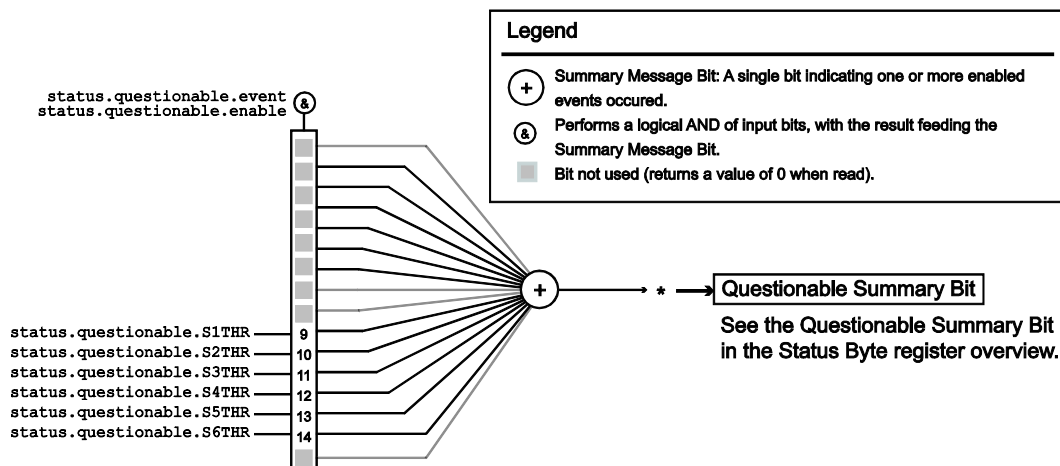 Legend
+
Summary Message Bit: A single bit indicating one or more enabled
events occured.
&
Performs a logical AND of input bits, with the result feeding the
Summary Message Bit.
Bit not used (returns a value of 0 when read).
status.questionable.event
status.questionable.enable
&
+
*
Questionable Summary Bit
See the Questionable Summary Bit
in the Status Byte register overview.
status.questionable.S1THR 9
status.questionable.S2THR 10
status.questionable.S3THR 11
status.questionable.S4THR 12
status.questionable.S5THR 13
status.questionable.S6THR 14